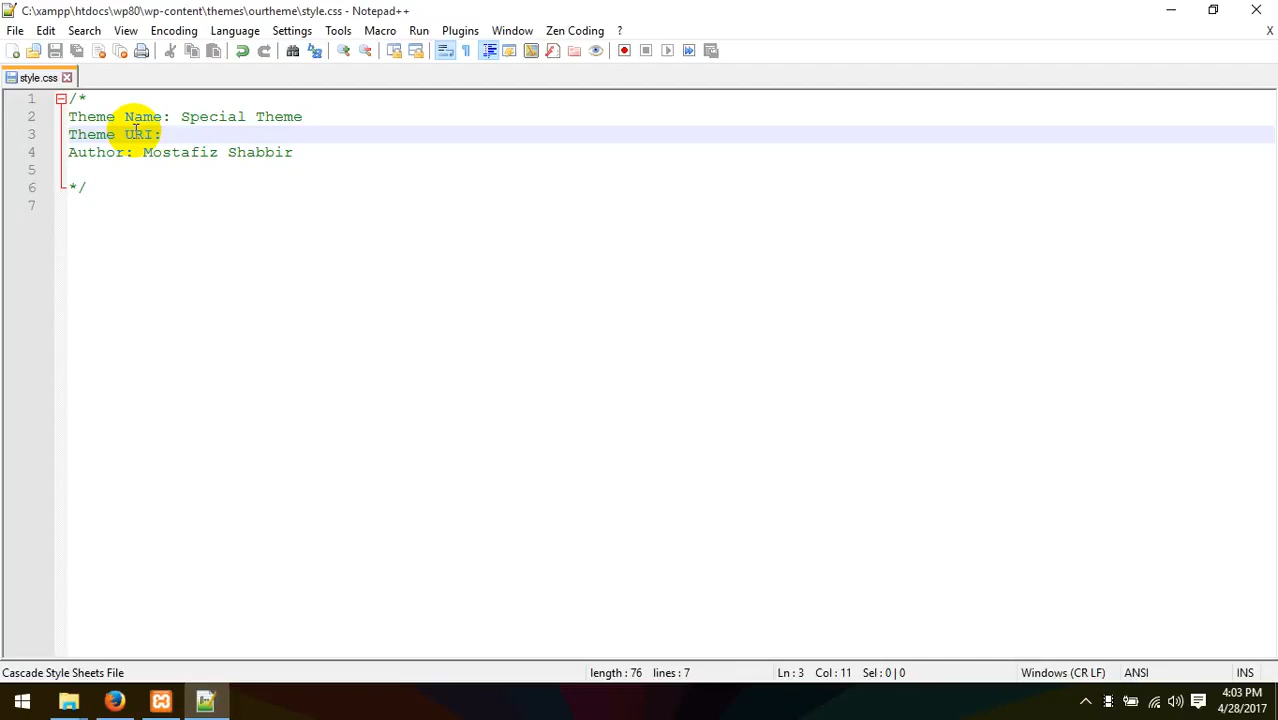 C:\xampp\htdocs\wp80\wp-content\themes\ourtheme\style.css - Notepad++
File Edit Search View Encoding Language Settings Tools Macro Run Plugins Window Zen Coding ? X
style.css
1 /*
2 Theme Name: Special Theme
3 Theme URI:
4 Author: Mostafiz Shabbir
5
6 */
7
Cascade Style Sheets File length : 76 lines : 7 Ln : 3 Col : 11 Sel : 0 | 0 Windows (CR LF) ANSI INS
4:03 PM
4/28/2017